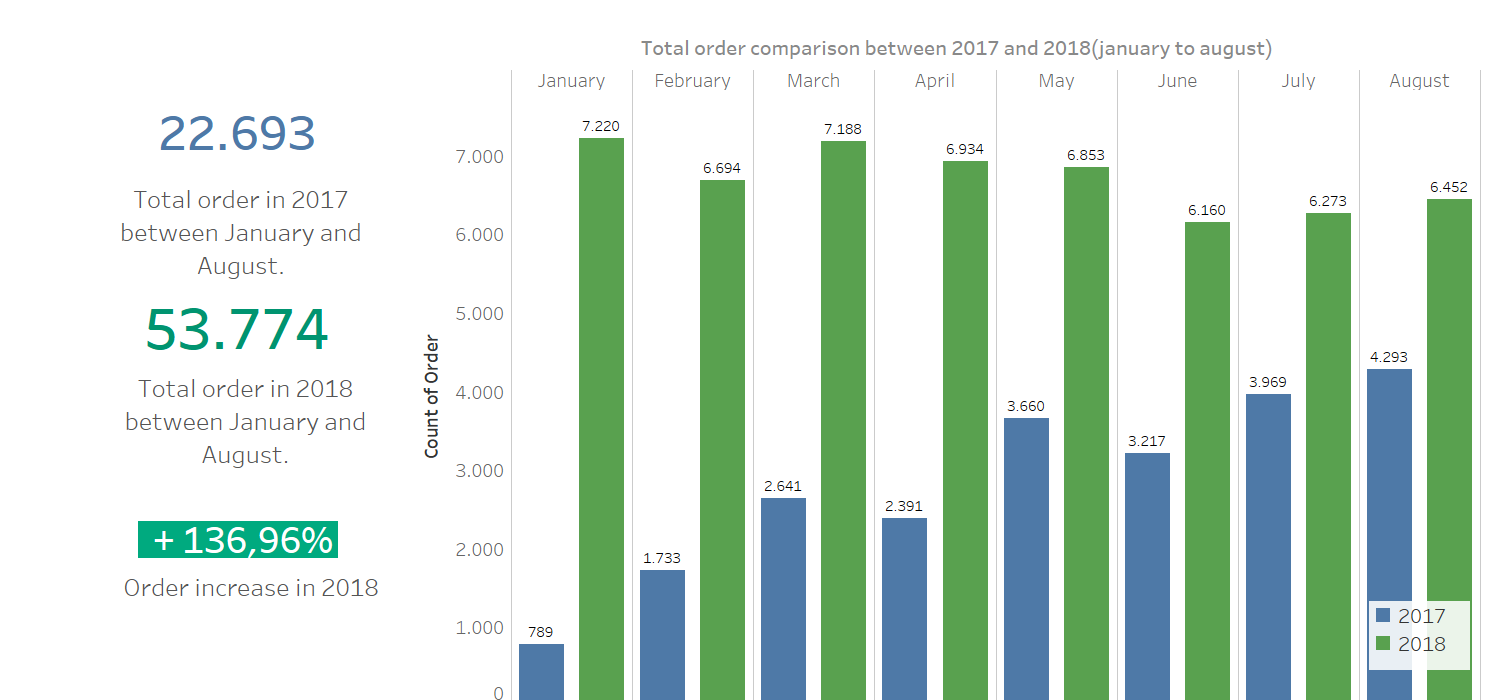 Total order comparison between 2017 and 2018(january to august)
January February March April May June July August
22.693
Total order in 2017
between January and
August.
53.774
Total order in 2018
between January and
August.
+ 136,96%
Order increase in 2018
Count of Order
7.000
6.000
5.000
4.000
3.000
2.000
1.000
0
789 7.220
1.733 6.694
2.641 7.188
2.391 6.934
3.660 6.853
3.217 6.160
3.969 6.273
4.293 6.452
2017
2018